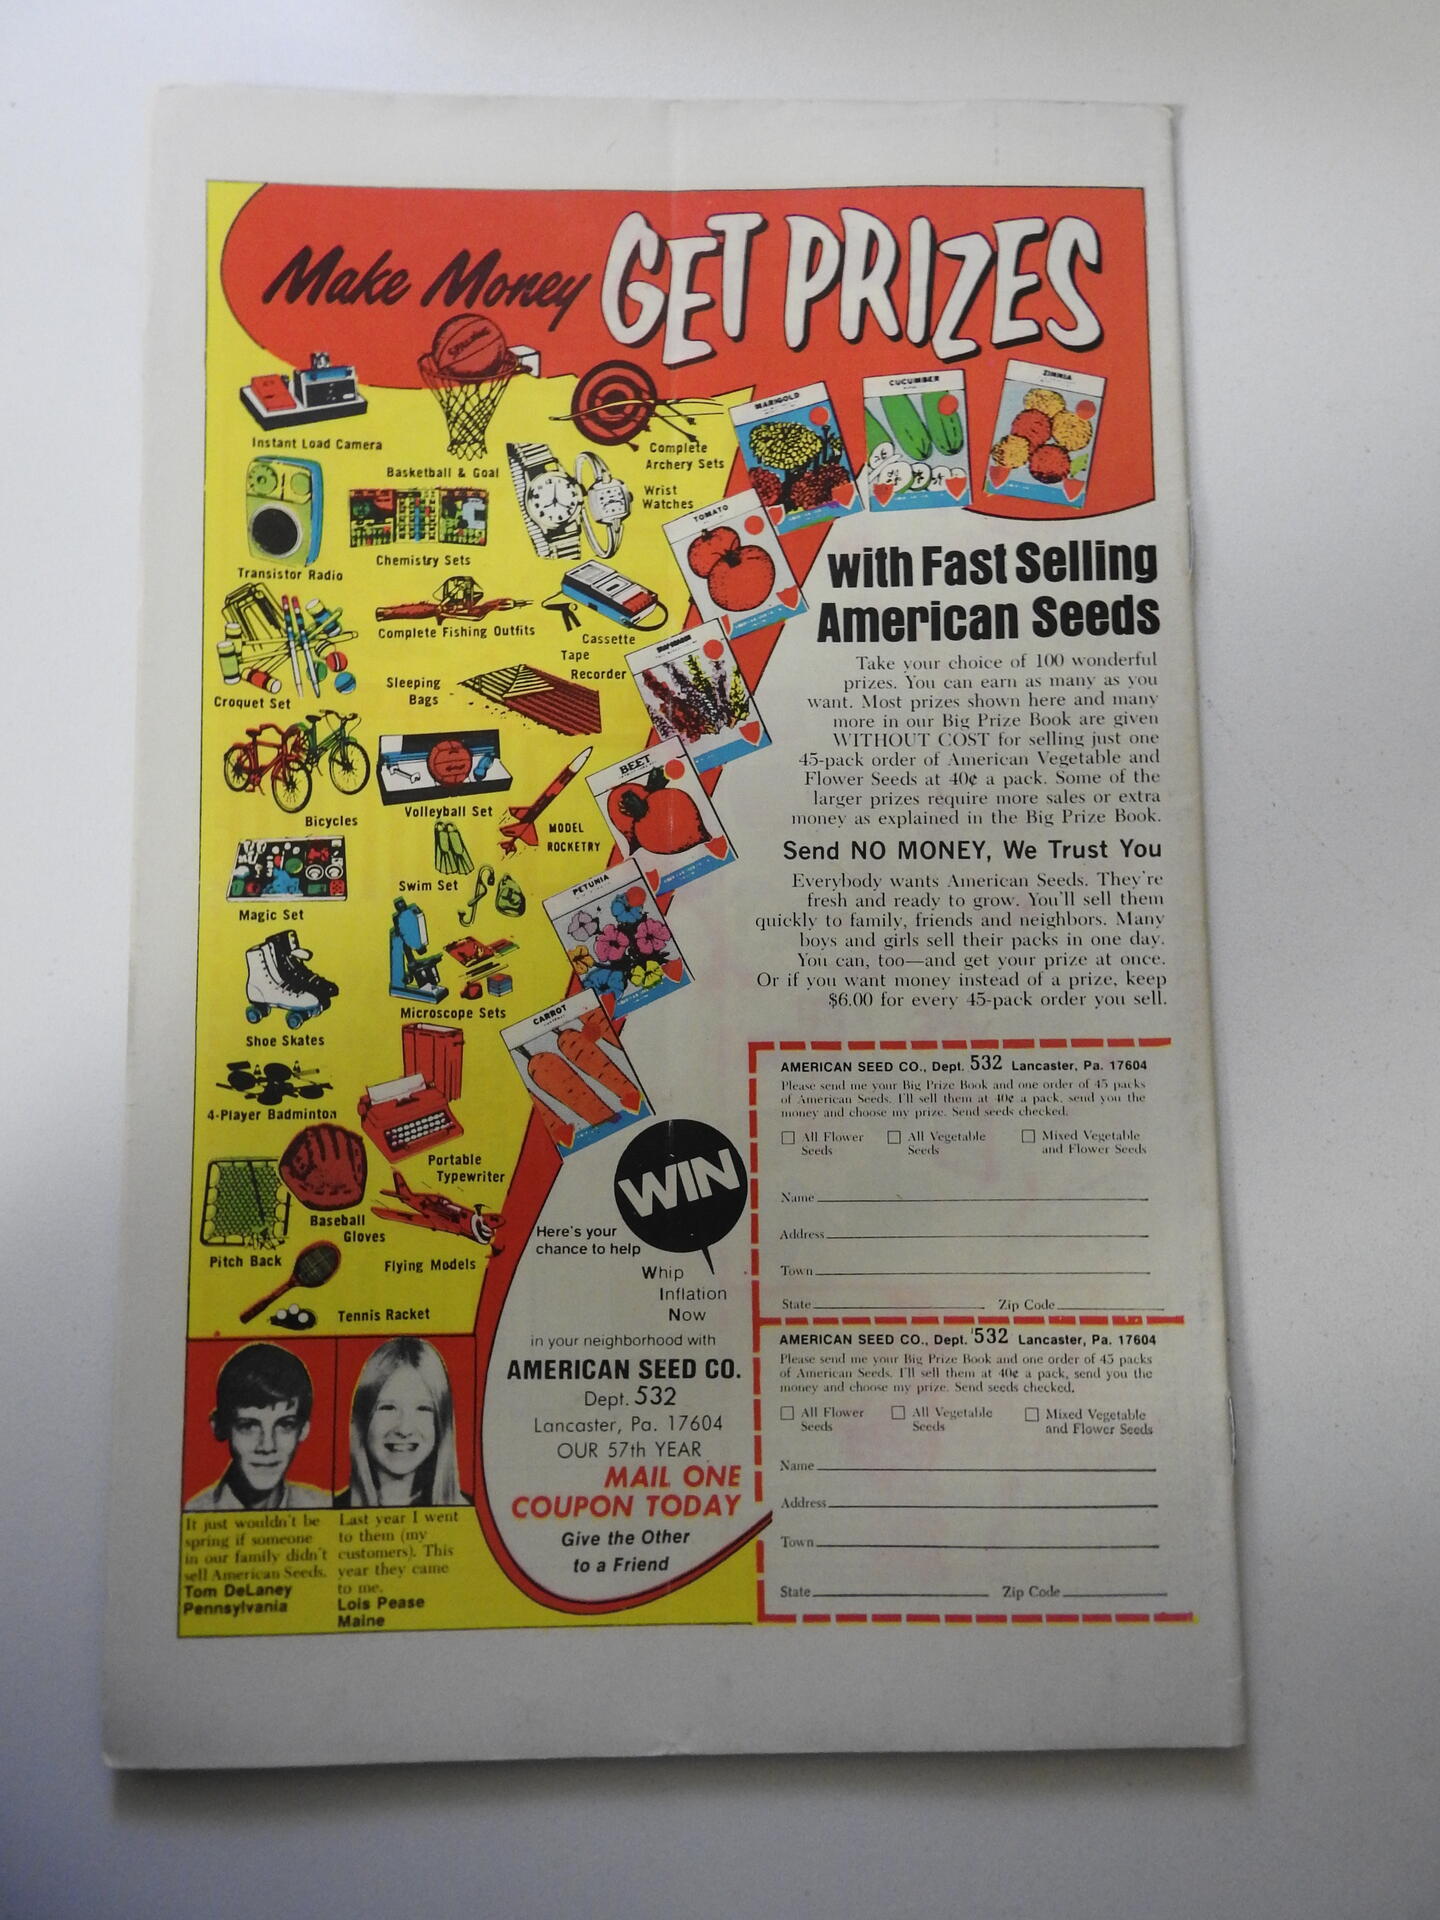 Make Money GET PRIZES
Instant Load Camera
SPALDING
Basketball & Goal
Complete
Archery Sets
Wrist
Watches
Transistor Radio
Chemistry Sets
Complete Fishing Outfits
Cassette
Tape
Recorder
Croquet Set
Sleeping
Bags
Bicycles
Volleyball Set
MODEL
ROCKETRY
Magic Set
Swim Set
Shoe Skates
Microscope Sets
4-Player Badminton
Portable
Typewriter
Pitch Back
Baseball
Gloves
Flying Models
Tennis Racket
MARIGOLD
CUCUMBER
ZINNIA
TOMATO
BEET
PETUNIA
CARROT
with Fast Selling
American Seeds
Take your choice of 100 wonderful
prizes. You can earn as many as you
want. Most prizes shown here and many
more in our Big Prize Book are given
WITHOUT COST for selling just one
45-pack order of American Vegetable and
Flower Seeds at 40¢ a pack. Some of the
larger prizes require more sales or extra
money as explained in the Big Prize Book.
Send NO MONEY, We Trust You
Everybody wants American Seeds. They're
fresh and ready to grow. You'll sell them
quickly to family, friends and neighbors. Many
boys and girls sell their packs in one day.
You can, too—and get your prize at once.
Or if you want money instead of a prize, keep
$6.00 for every 45-pack order you sell.
WIN
Here's your
chance to help
Whip
Inflation
Now
in your neighborhood with
AMERICAN SEED CO.
Dept. 532
Lancaster, Pa. 17604
OUR 57th YEAR
MAIL ONE
COUPON TODAY
Give the Other
to a Friend
It just wouldn't be
spring if someone
in our family didn't
sell American Seeds.
Tom DeLaney
Pennsylvania
Last year I went
to them (my
customers). This
year they came
to me.
Lois Pease
Maine
AMERICAN SEED CO., Dept. 532 Lancaster, Pa. 17604
Please send me your Big Prize Book and one order of 45 packs
of American Seeds. I'll sell them at 40¢ a pack, send you the
money and choose my prize. Send seeds checked.
All Flower
Seeds
All Vegetable
Seeds
Mixed Vegetable
and Flower Seeds
Name
Address
Town
State Zip Code
AMERICAN SEED CO., Dept. 532 Lancaster, Pa. 17604
Please send me your Big Prize Book and one order of 45 packs
of American Seeds. I'll sell them at 40¢ a pack, send you the
money and choose my prize. Send seeds checked.
All Flower
Seeds
All Vegetable
Seeds
Mixed Vegetable
and Flower Seeds
Name
Address
Town
State Zip Code